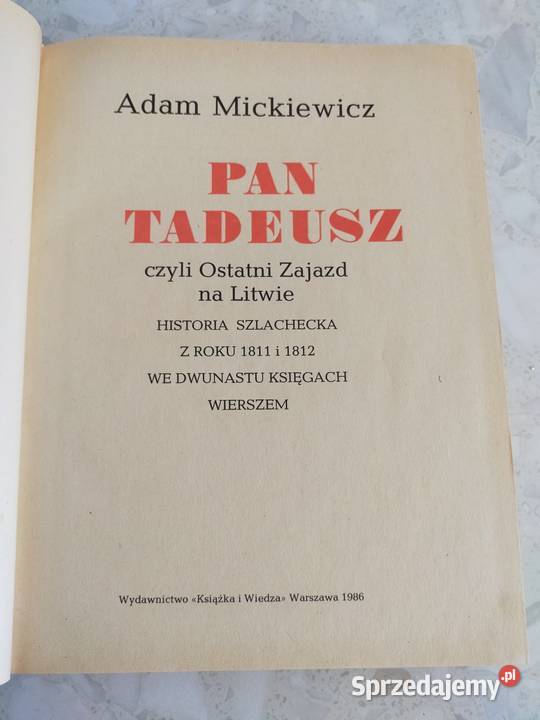 Adam Mickiewicz
PAN
TADEUSZ
czyli Ostatni Zajazd
na Litwie
HISTORIA SZLACHECKA
Z ROKU 1811 i 1812
WE DWUNASTU KSIĘGACH
WIERSZEM
Wydawnictwo «Książka i Wiedza» Warszawa 1986
Sprzedajemy.pl